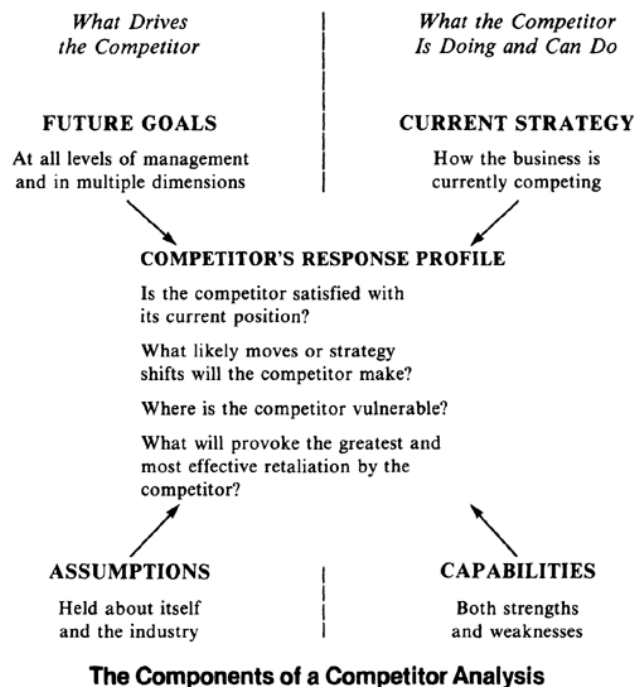 What Drives
the Competitor
What the Competitor
Is Doing and Can Do
FUTURE GOALS
At all levels of management
and in multiple dimensions
CURRENT STRATEGY
How the business is
currently competing
COMPETITOR'S RESPONSE PROFILE
Is the competitor satisfied with
its current position?
What likely moves or strategy
shifts will the competitor make?
Where is the competitor vulnerable?
What will provoke the greatest and
most effective retaliation by the
competitor?
ASSUMPTIONS
Held about itself
and the industry
CAPABILITIES
Both strengths
and weaknesses
The Components of a Competitor Analysis